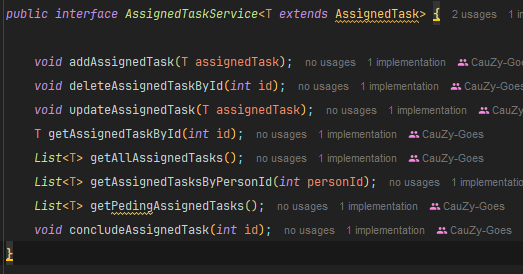 public interface AssignedTaskService<T extends AssignedTask> { 2 usages 1 i
void addAssignedTask(T assignedTask); no usages 1 implementation CauZy-Goes
void deleteAssignedTaskById(int id); no usages 1 implementation CauZy-Goes
void updateAssignedTask(T assignedTask); no usages 1 implementation CauZy-Goes
T getAssignedTaskById(int id); no usages 1 implementation CauZy-Goes
List<T> getAllAssignedTasks(); no usages 1 implementation CauZy-Goes
List<T> getAssignedTasksByPersonId(int personId); no usages 1 implementation CauZy-Goes
List<T> getPedingAssignedTasks(); no usages 1 implementation CauZy-Goes
void concludeAssignedTask(int id); no usages 1 implementation CauZy-Goes
}